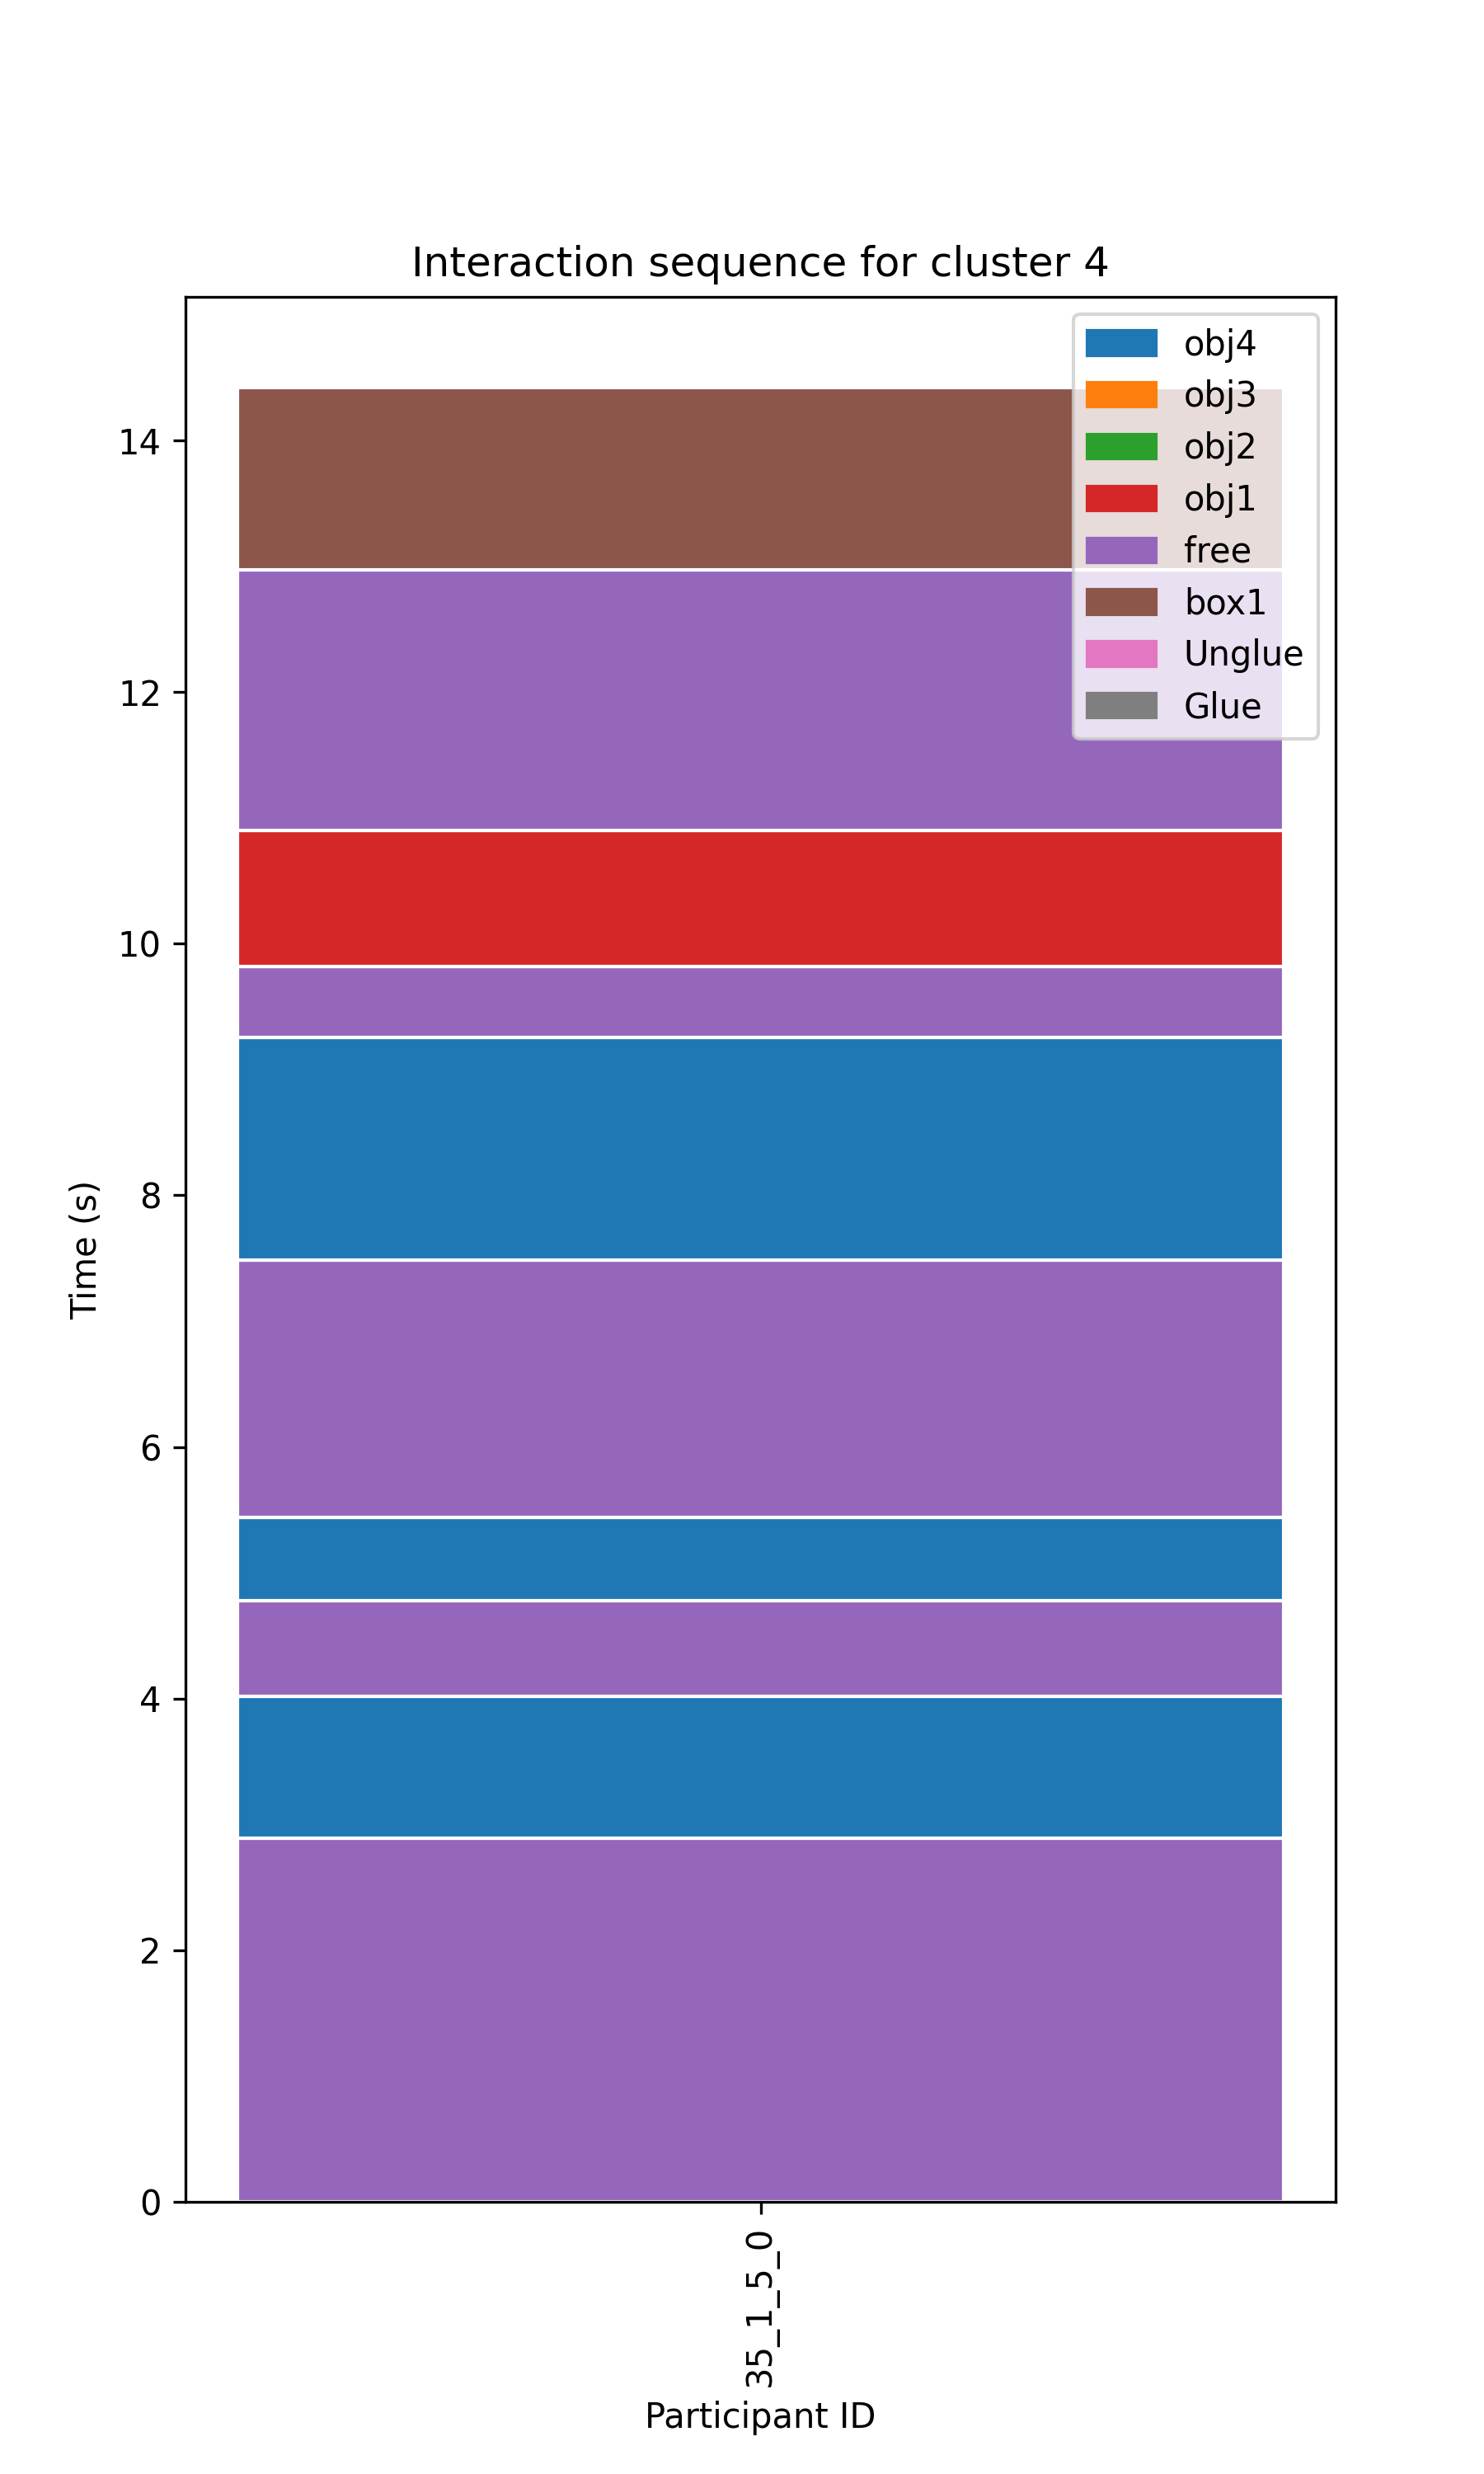 Interaction sequence for cluster 4
obj4
obj3
obj2
obj1
free
box1
Unglue
Glue
14
12
10
8
6
4
2
0
Time (s)
35_1_5_0
Participant ID